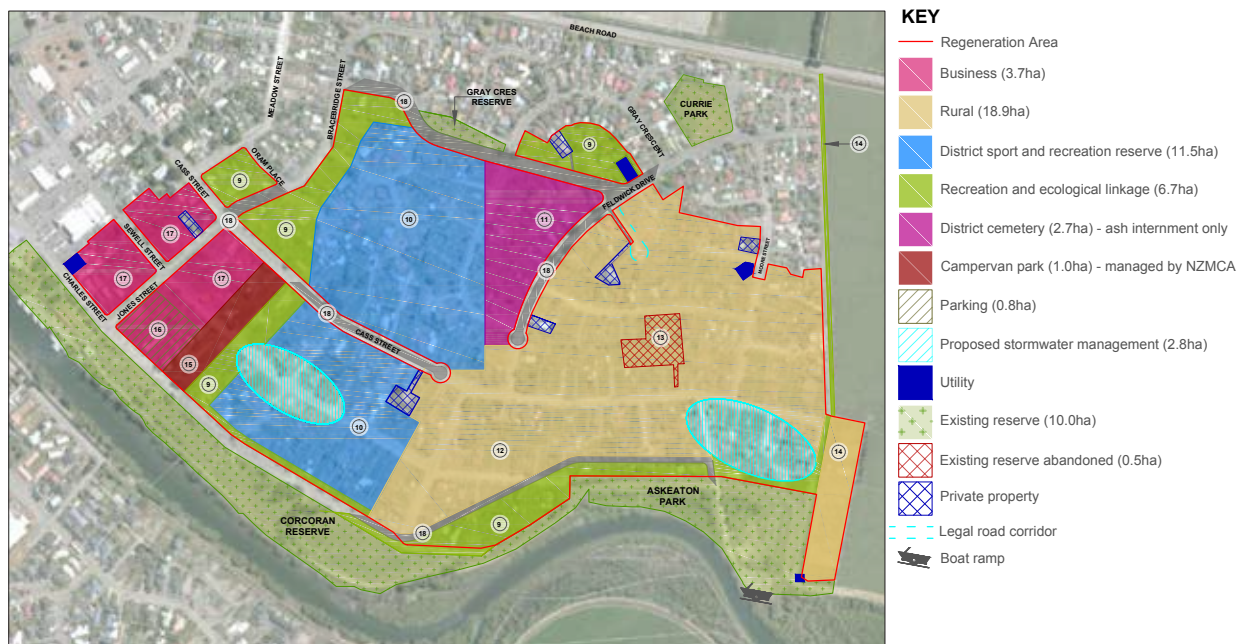 BEACH ROAD
MEADOW STREET
BRACEBRIDGE STREET
18
GRAY CRES
RESERVE
CURRIE
PARK
GRAY CRESCENT
14
9
ORAM PLACE
CASS STREET
9
FELDWICK DRIVE
SEWELL STREET
17
18
9
10
11
MOORE STREET
CHARLES STREET
17
JONES STREET
17
18
18
16
CASS STREET
13
15
9
10
12
14
CORCORAN
RESERVE
18
9
ASKEATON
PARK
KEY
Regeneration Area
Business (3.7ha)
Rural (18.9ha)
District sport and recreation reserve (11.5ha)
Recreation and ecological linkage (6.7ha)
District cemetery (2.7ha) - ash internment only
Campervan park (1.0ha) - managed by NZMCA
Parking (0.8ha)
Proposed stormwater management (2.8ha)
Utility
Existing reserve (10.0ha)
Existing reserve abandoned (0.5ha)
Private property
Legal road corridor
Boat ramp